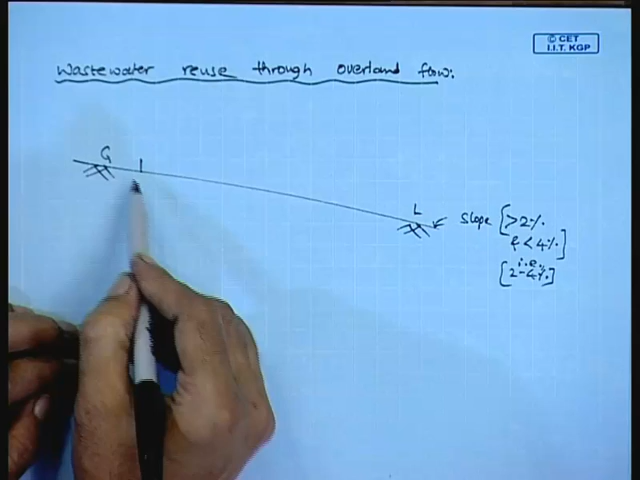 © CET
I.I.T. KGP
Wastewater reuse through overland flow:
G
L
slope [>2%.
& <4%.]
i.e.
[2-4%.]